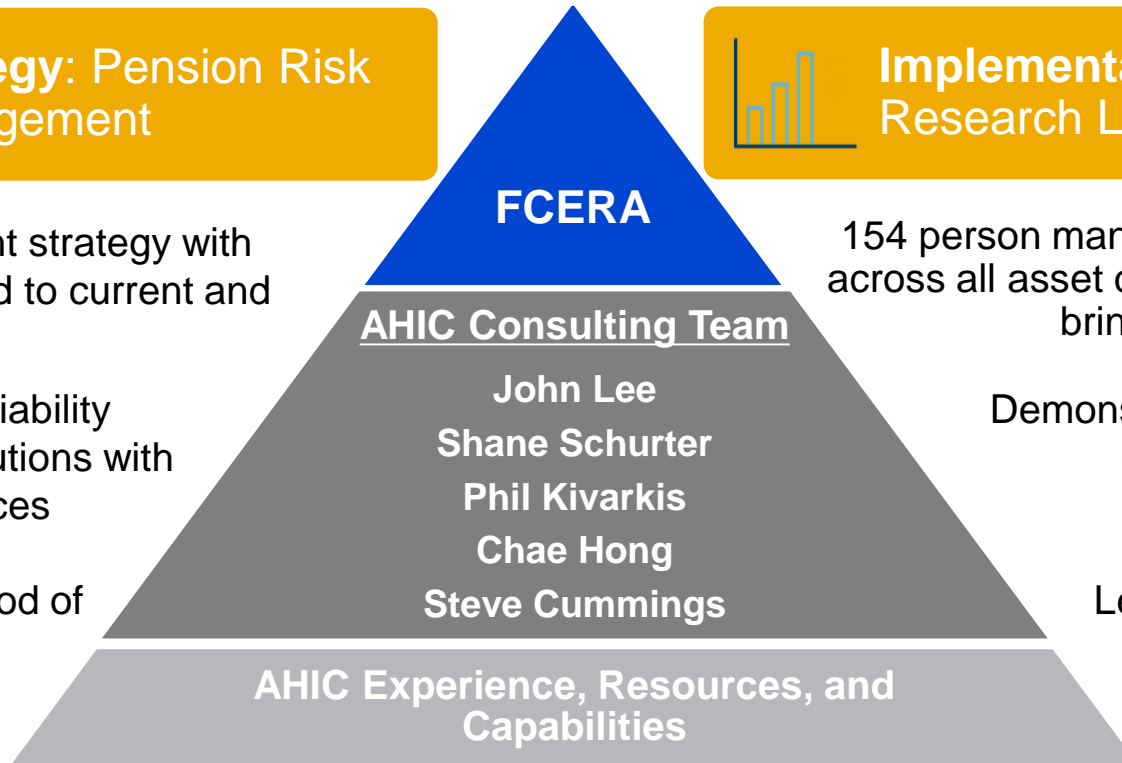 egy: Pension Risk
gement
nt strategy with
d to current and
iability
utions with
ces
od of
FCERA
AHIC Consulting Team
John Lee
Shane Schurter
Phil Kivarkis
Chae Hong
Steve Cummings
AHIC Experience, Resources, and
Capabilities
Implementa
Research L
154 person man
across all asset c
brin
Demons
Le